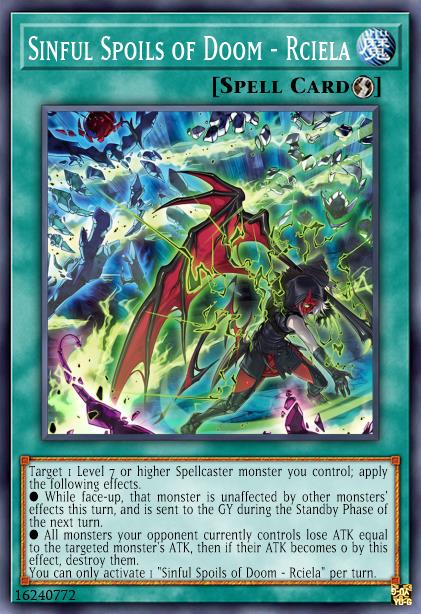 Sinful Spoils of Doom - Rciela
魔
[Spell Card]
Target 1 Level 7 or higher Spellcaster monster you control; apply
the following effects.
● While face-up, that monster is unaffected by other monsters'
effects this turn, and is sent to the GY during the Standby Phase of
the next turn.
● All monsters your opponent currently controls lose ATK equal
to the targeted monster's ATK, then if their ATK becomes 0 by this
effect, destroy them.
You can only activate 1 "Sinful Spoils of Doom - Rciela" per turn.
16240772